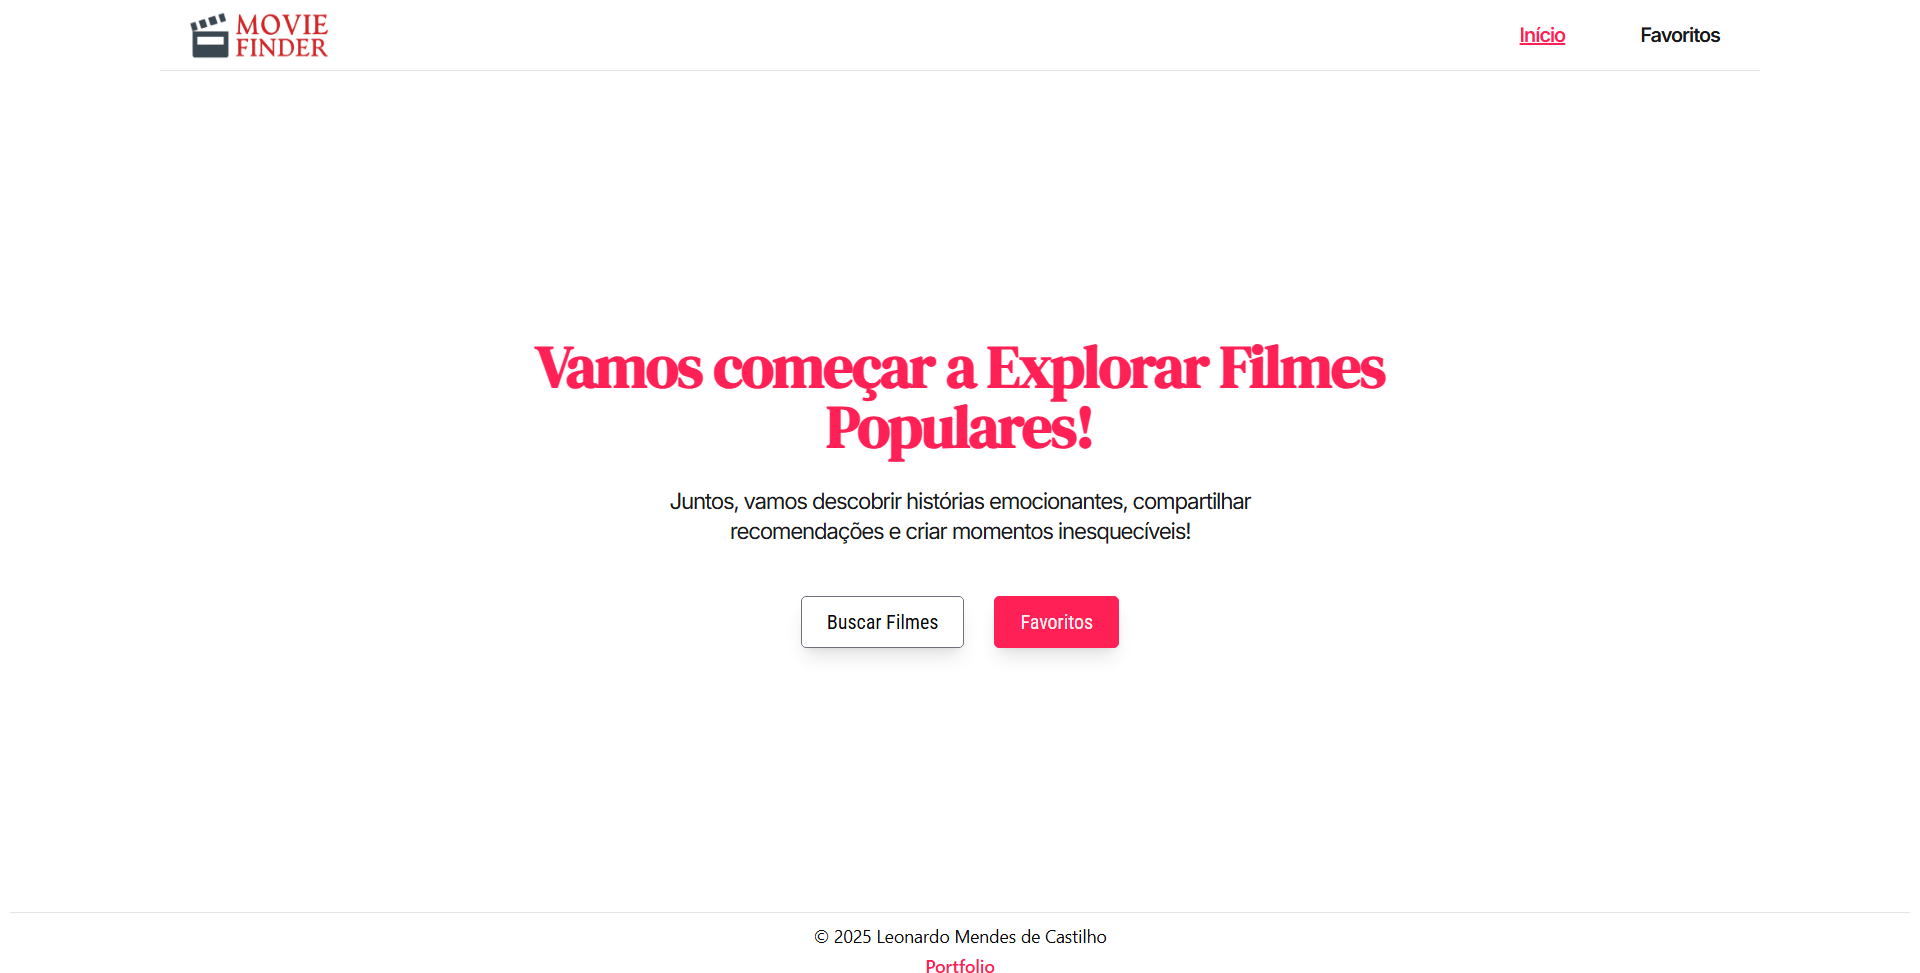 MOVIE
FINDER
Início
Favoritos
Vamos começar a Explorar Filmes
Populares!
Juntos, vamos descobrir histórias emocionantes, compartilhar
recomendações e criar momentos inesquecíveis!
Buscar Filmes
Favoritos
© 2025 Leonardo Mendes de Castilho
Portfolio